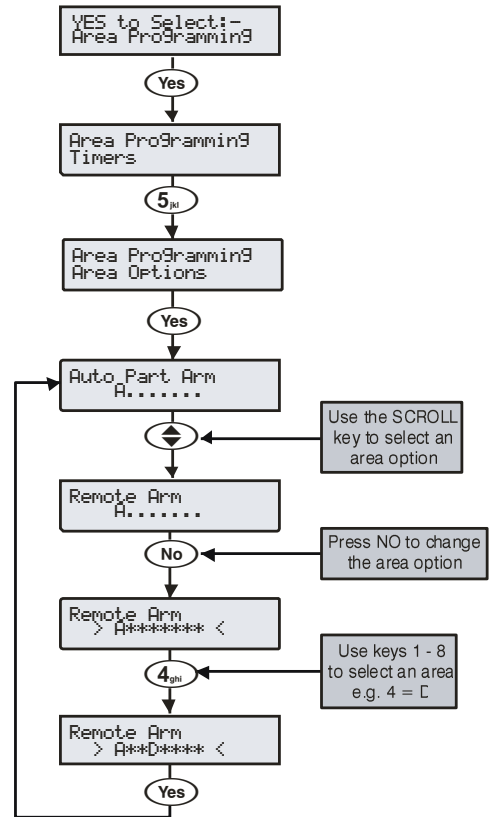 YES to Select:-
Area Programming
Yes
Area Programming
Timers
5jkl
Area Programming
Area Options
Yes
Auto Part Arm
A.......
Use the SCROLL
key to select an
area option
Remote Arm
A.......
No
Press NO to change
the area option
Remote Arm
> A******* <
4ghi
Use keys 1 - 8
to select an area
e.g. 4 = D
Remote Arm
> A**D**** <
Yes